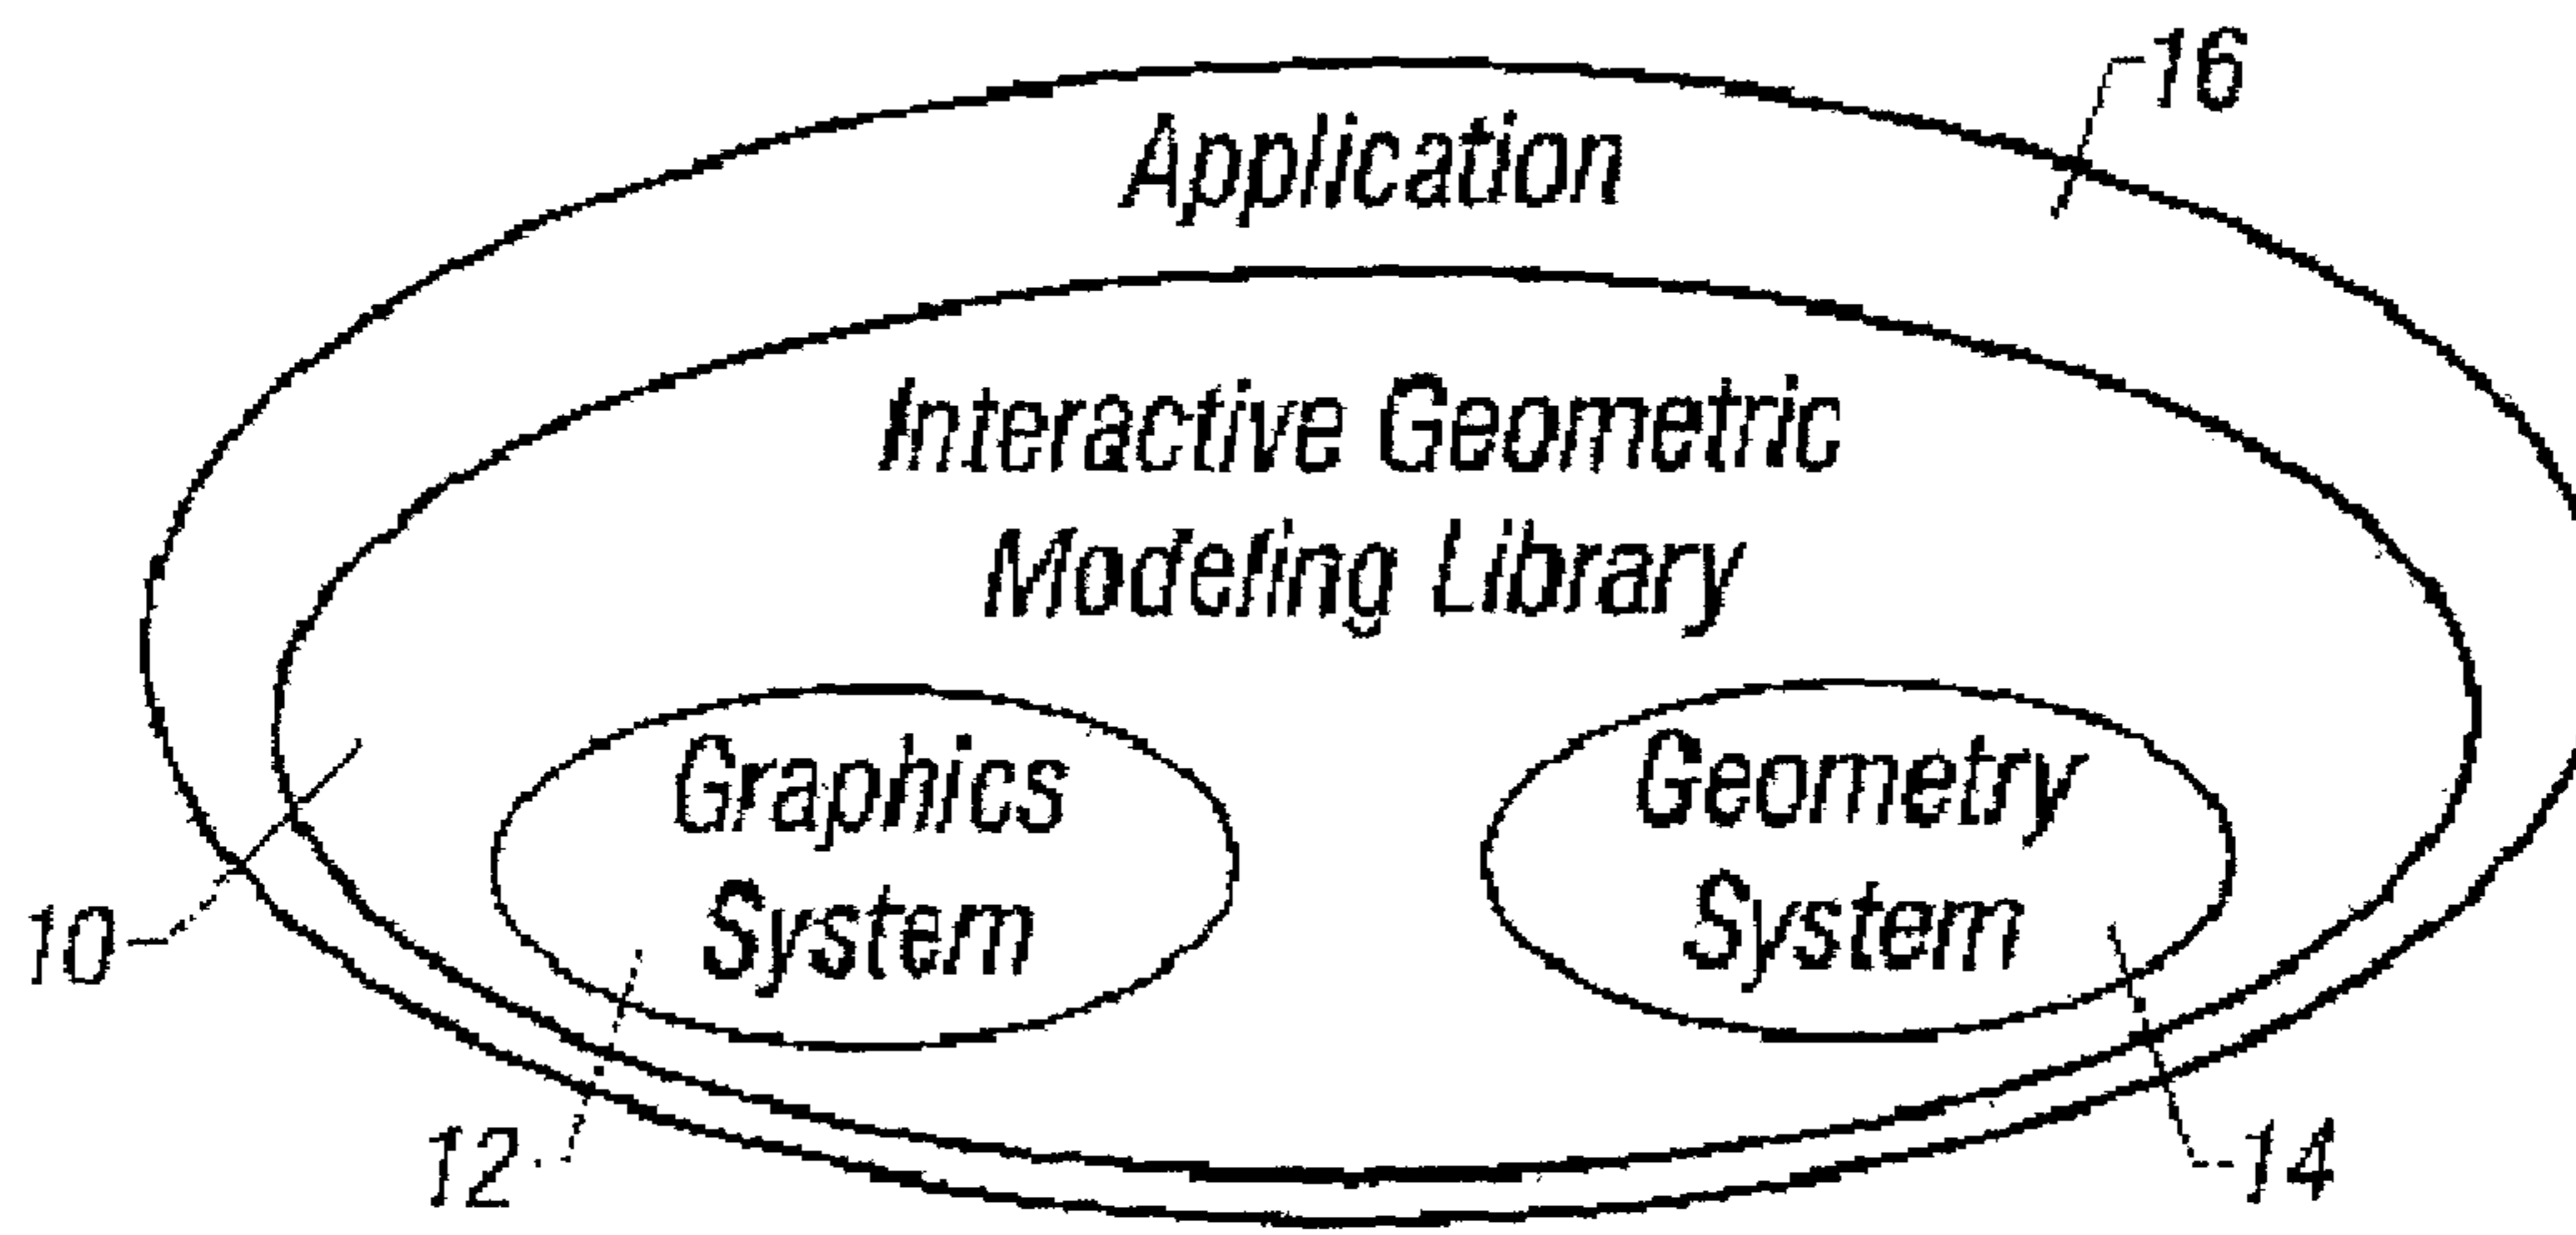 16
Application
Interactive Geometric
Modeling Library
Graphics
System
Geometry
System
10
12
14